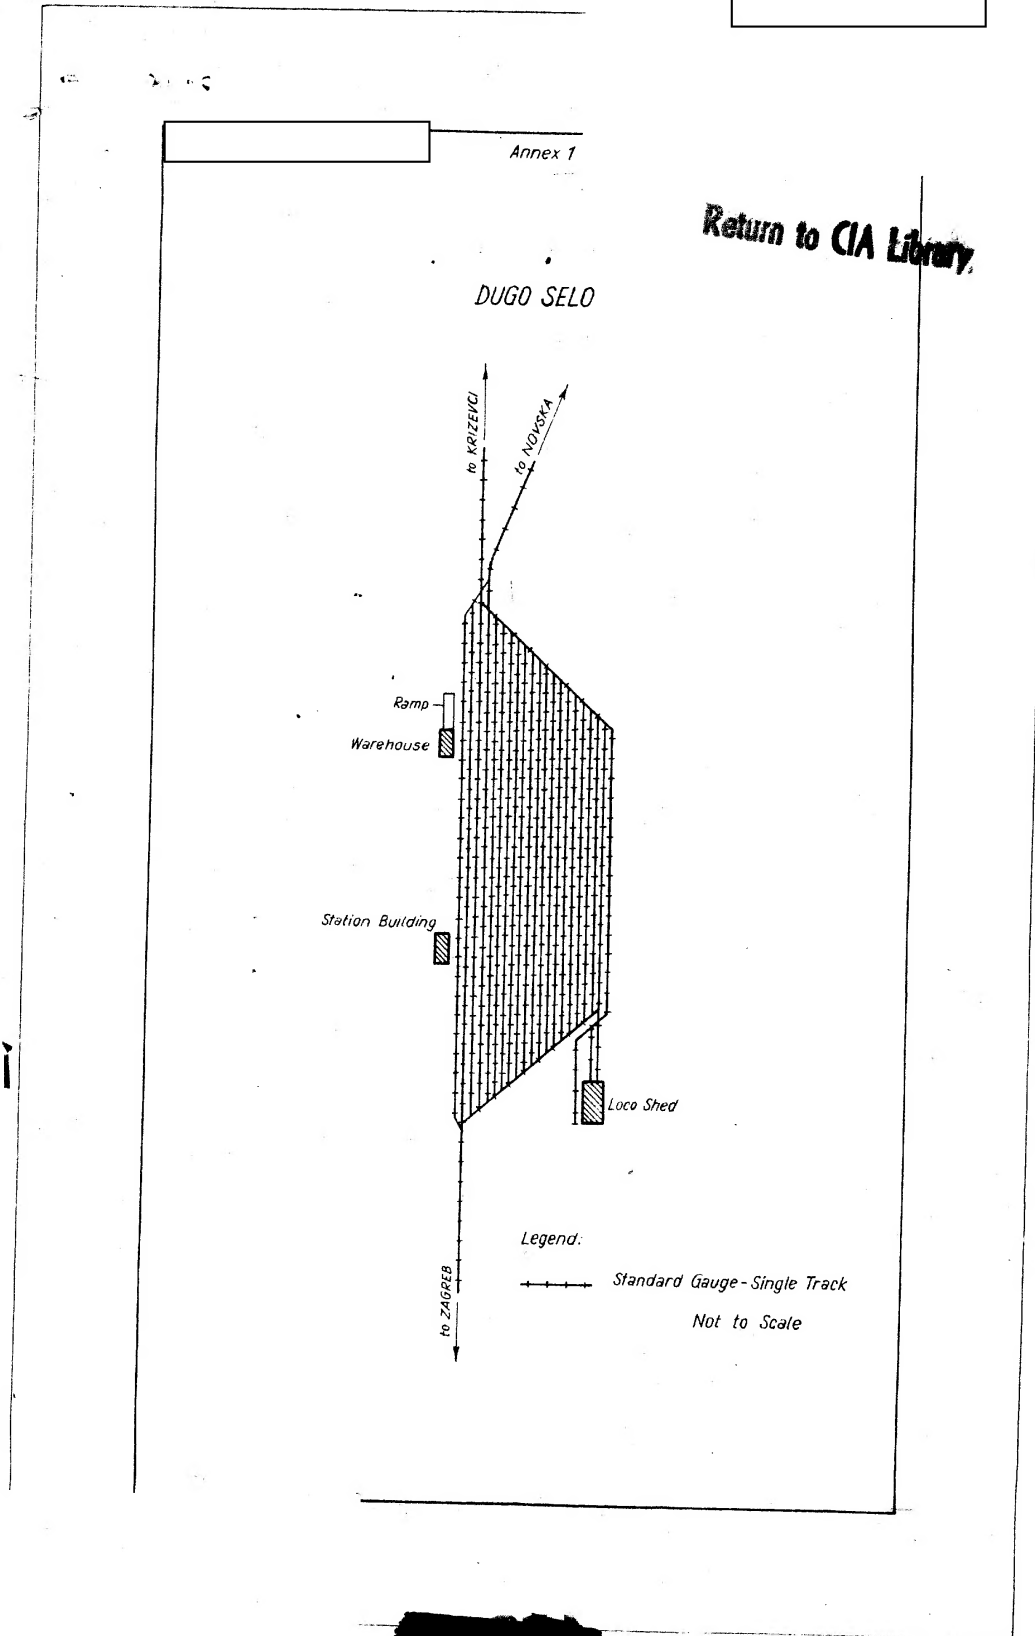 Annex 1
Return to CIA Library.
DUGO SELO
to KRIZEVCI
to NOVSKA
Ramp
Warehouse
Station Building
Loco Shed
Legend:
Standard Gauge - Single Track
to ZAGREB
Not to Scale